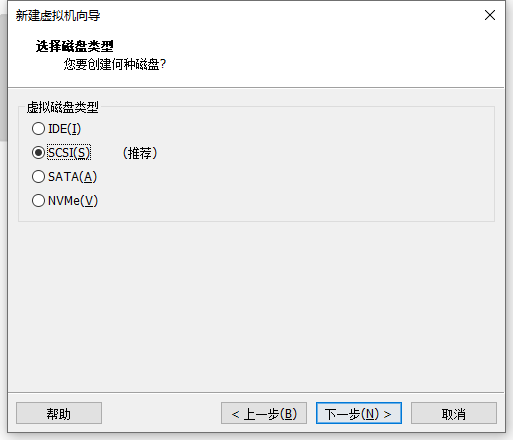 新建虚拟机向导
选择磁盘类型
您要创建何种磁盘？
虚拟磁盘类型
IDE(I)
SCSI(S) （推荐）
SATA(A)
NVMe(V)
帮助 < 上一步(B) 下一步(N) > 取消